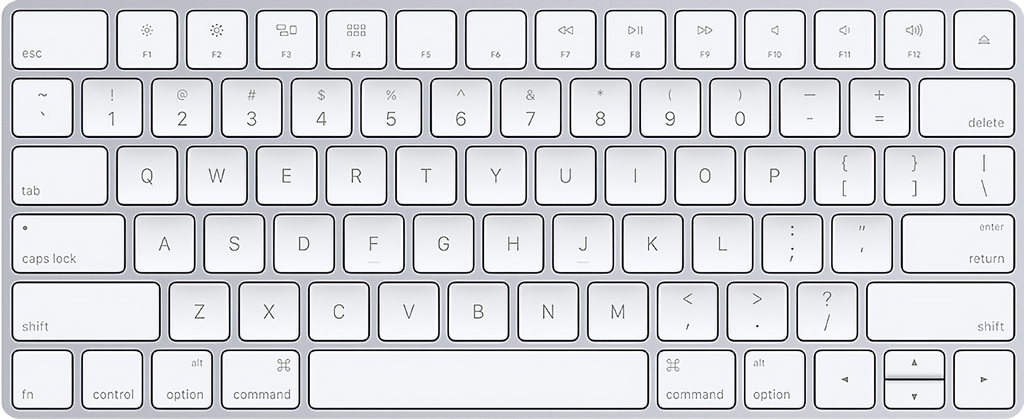 esc F1 F2 F3 F4 F5 F6 F7 F8 F9 F10 F11 F12
~ ! @ # $ % ^ & * ( ) — +
` 1 2 3 4 5 6 7 8 9 0 - = delete
tab Q W E R T Y U I O P { [ } ] | \
caps lock A S D F G H J K L : ; " ' enter return
shift Z X C V B N M < , > . ? / shift
alt ⌘ ⌘ alt
fn control option command command option